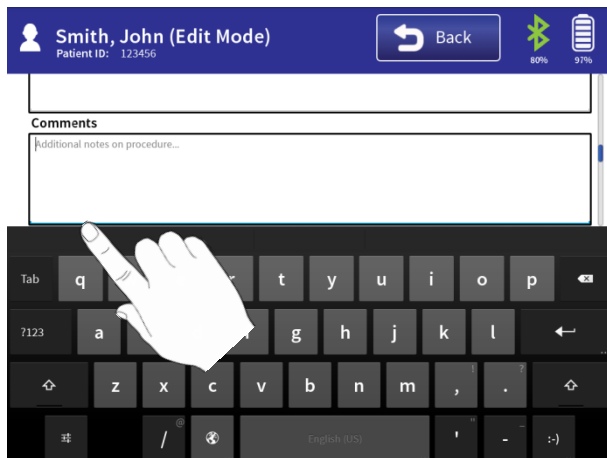 Smith, John (Edit Mode)
Patient ID: 123456
Back
80%
97%
Comments
Additional notes on procedure...
Tab q r t y u i o p
?123 a g h j k l
z x c v b n m , ! . ?
/ @ English (US) ' " - _ :-)